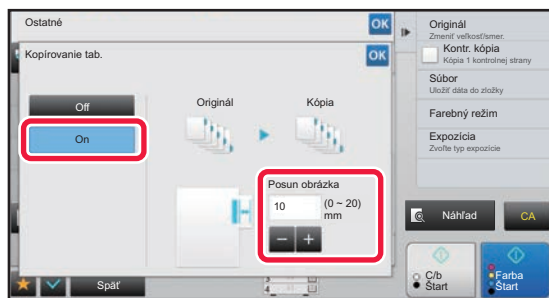 Ostatné
OK
Kopírovanie tab.
OK
Off
On
Originál
Kópia
Posun obrázka
10
(0 ~ 20)
mm
Späť
3
4
Originál
Zmeniť veľkosť/smer.
Kontr. kópia
Kópia 1 kontrolnej strany
Súbor
Uložiť dáta do zložky
Farebný režim
Expozícia
Zvoľte typ expozície
Náhľad
CA
C/b
Štart
Farba
Štart